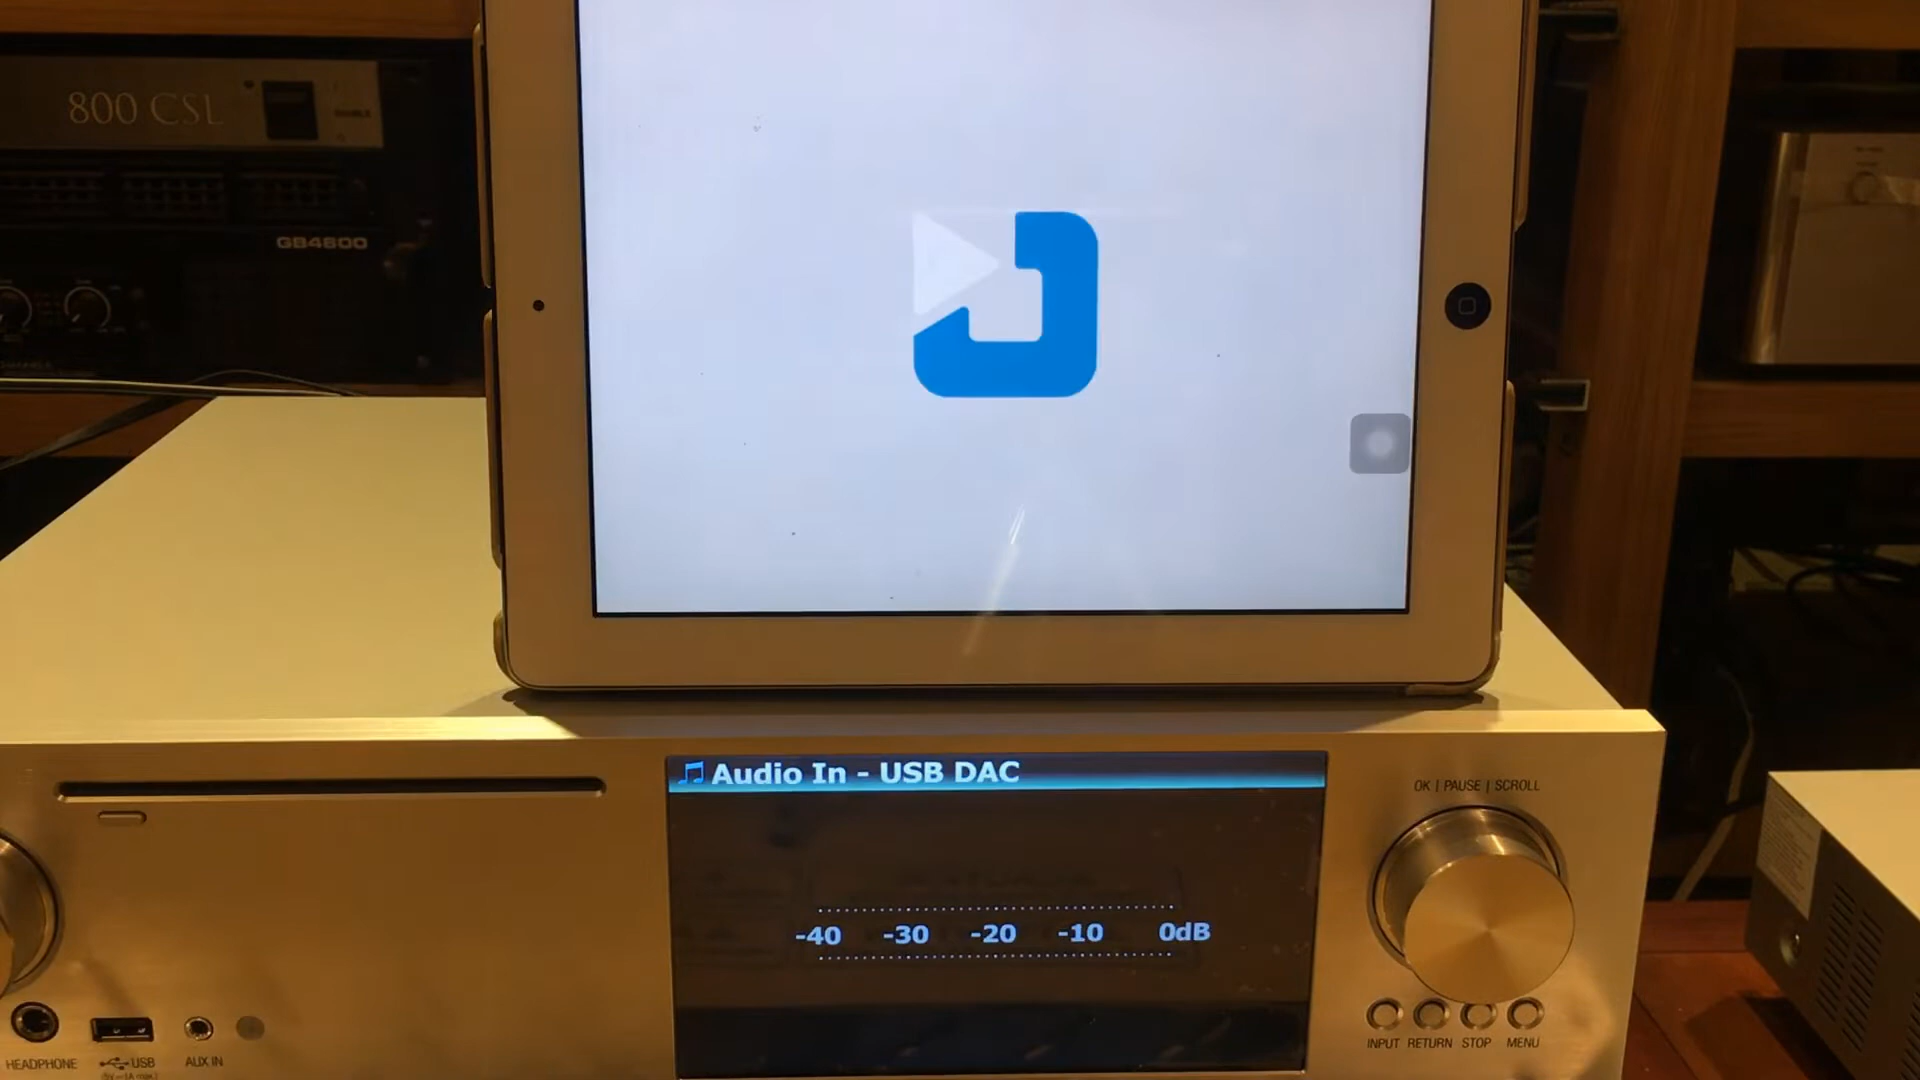 800 CSL
GB4600
Audio In - USB DAC
-40 -30 -20 -10 0dB
OK | PAUSE | SCROLL
INPUT RETURN STOP MENU
HEADPHONE
USB
AUX IN